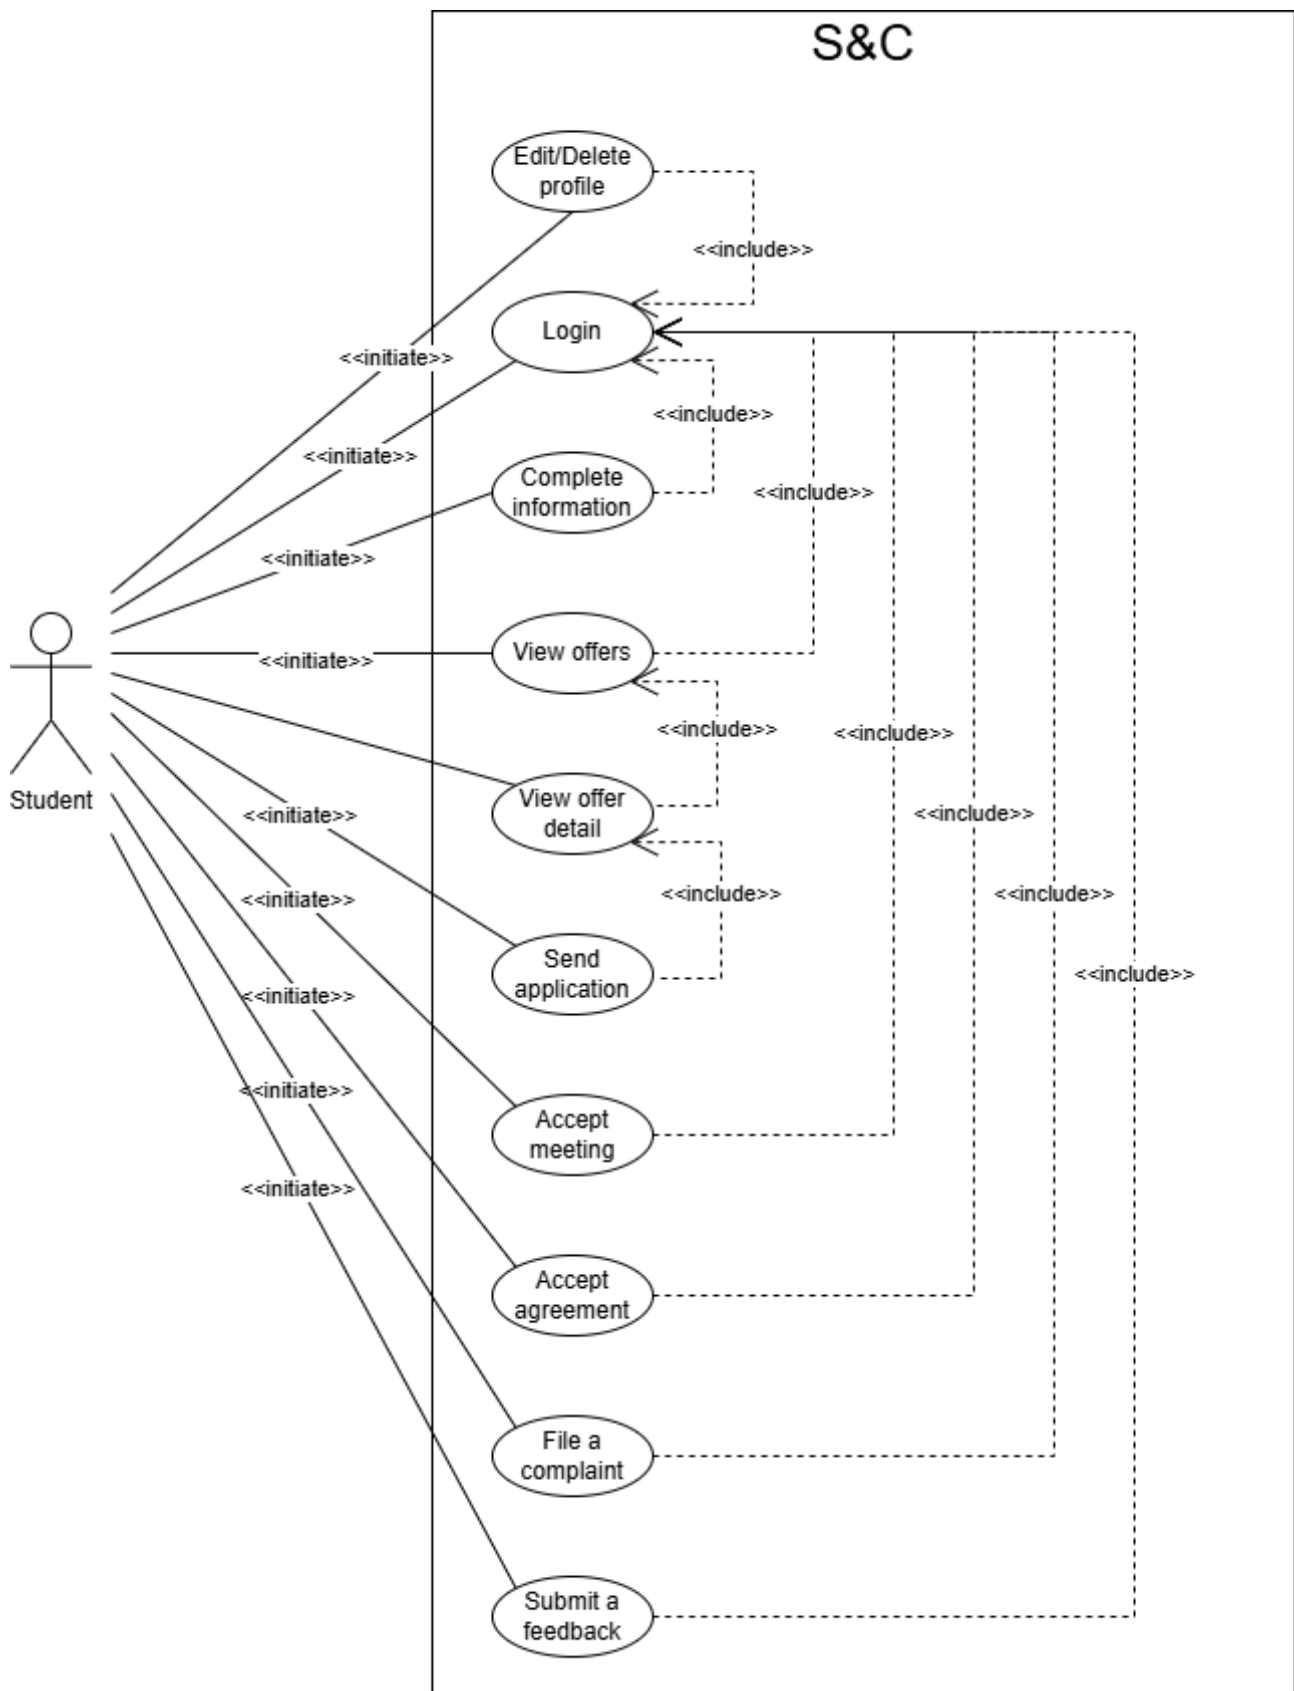 S&C
Edit/Delete
profile
<<include>>
Login
<<initiate>>
<<include>>
<<initiate>>
Complete
information
<<include>>
<<initiate>>
View offers
<<initiate>>
<<include>>
<<include>>
View offer
detail
<<initiate>>
<<include>>
Student
<<include>>
<<include>>
<<initiate>>
Send
application
<<include>>
<<initiate>>
<<initiate>>
Accept
meeting
<<initiate>>
Accept
agreement
File a
complaint
Submit a
feedback